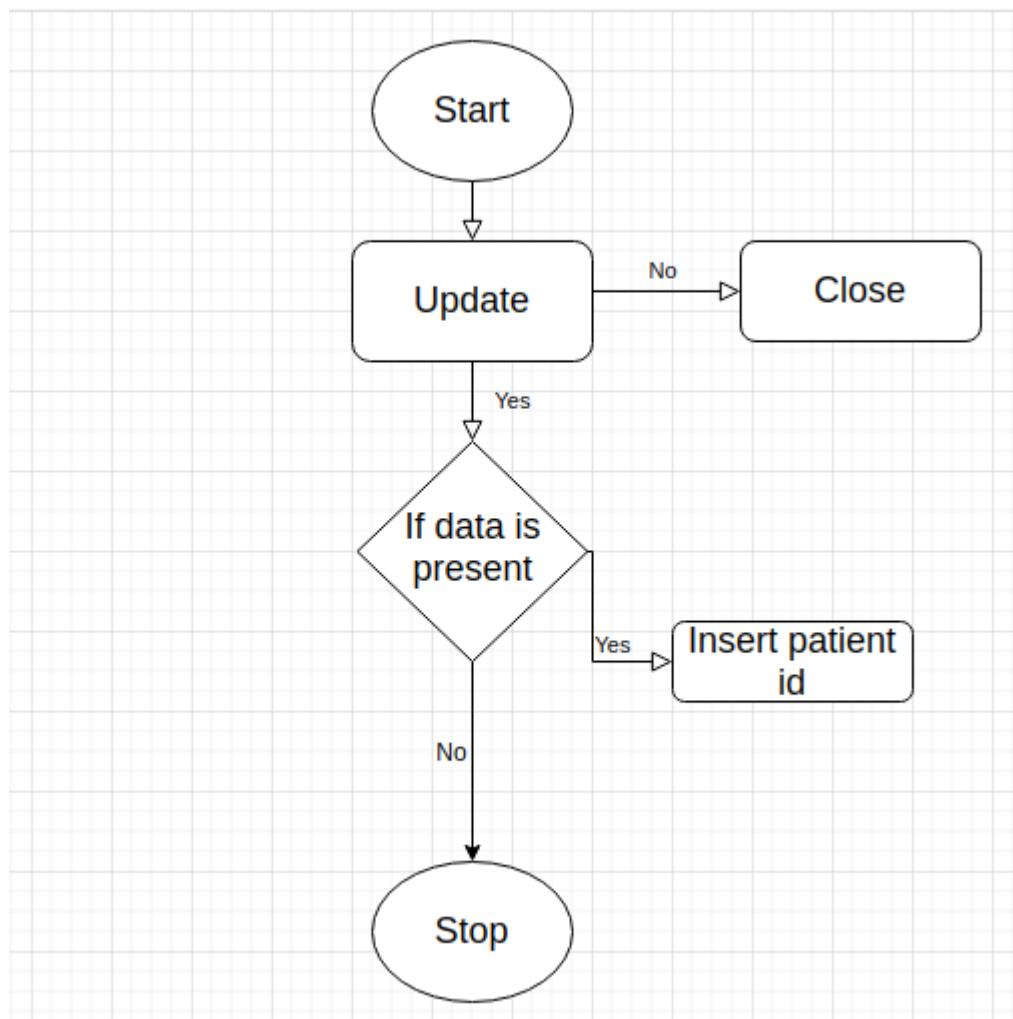 Start
Update
No
Close
Yes
If data is
present
Yes
Insert patient
id
No
Stop